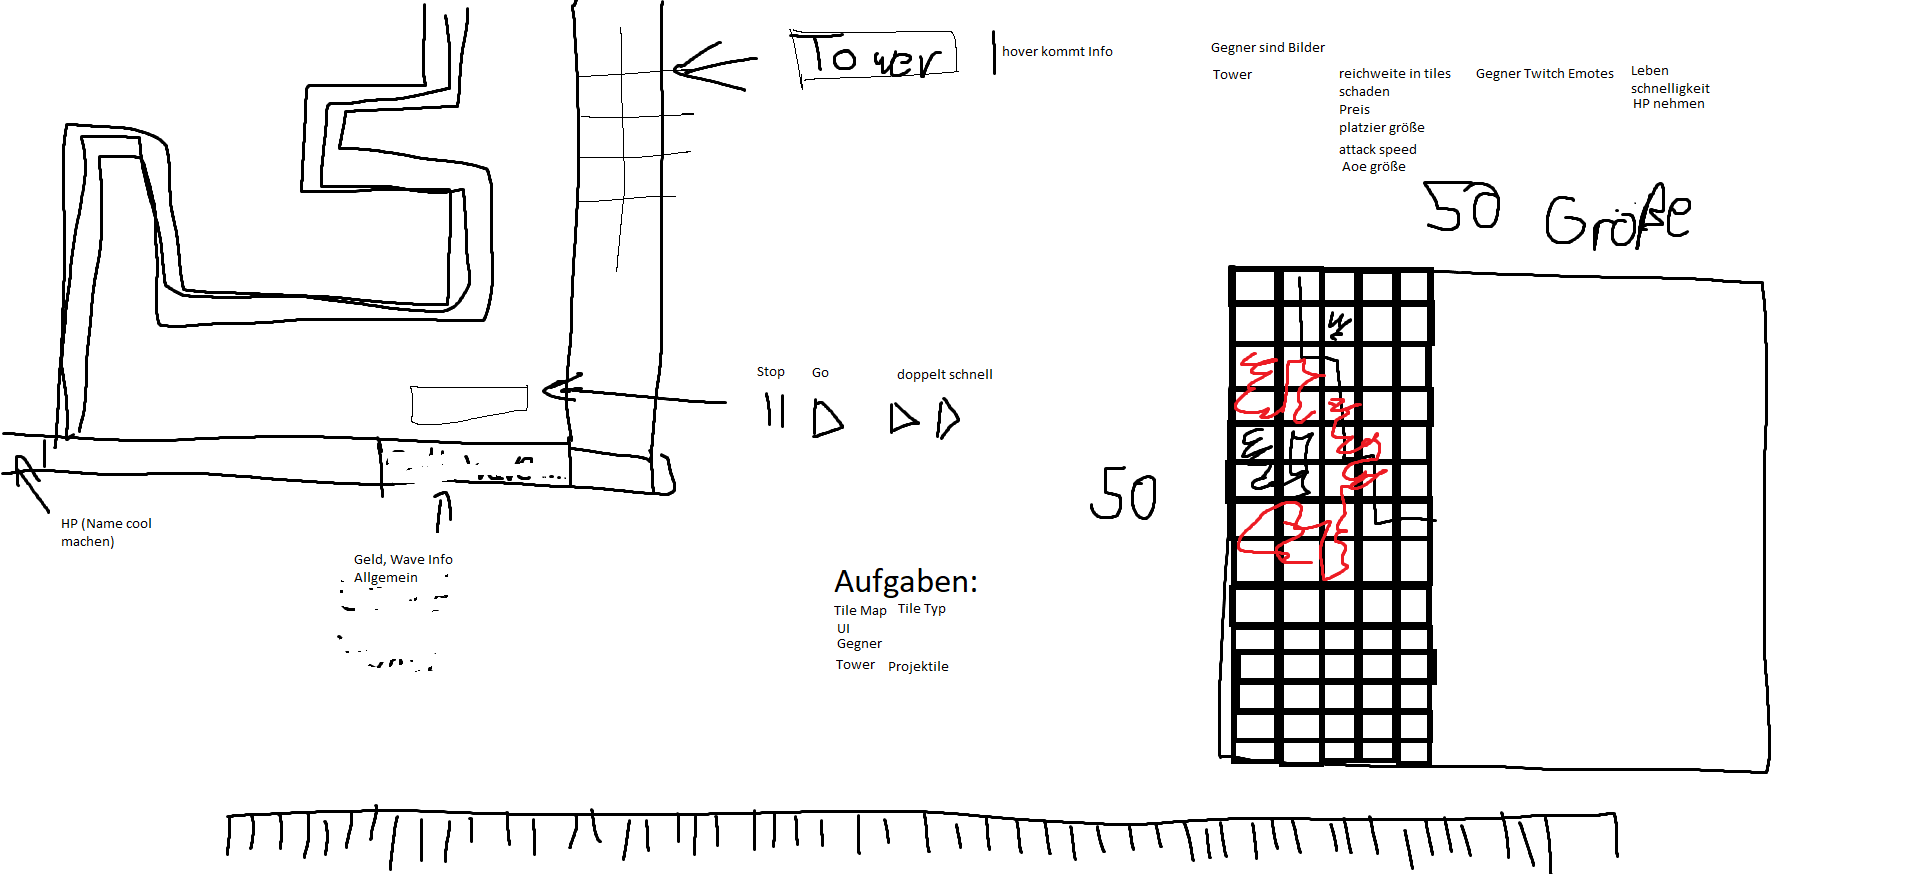 Tower
hover kommt Info
Gegner sind Bilder
Tower
reichweite in tiles
schaden
Preis
platzier größe
attack speed
Aoe größe
Gegner Twitch Emotes
Leben
schnelligkeit
HP nehmen
50 Größe
50
Stop
Go
doppelt schnell
HP (Name cool
machen)
Geld, Wave Info
Allgemein
Aufgaben:
Tile Map
Tile Typ
UI
Gegner
Tower
Projektile